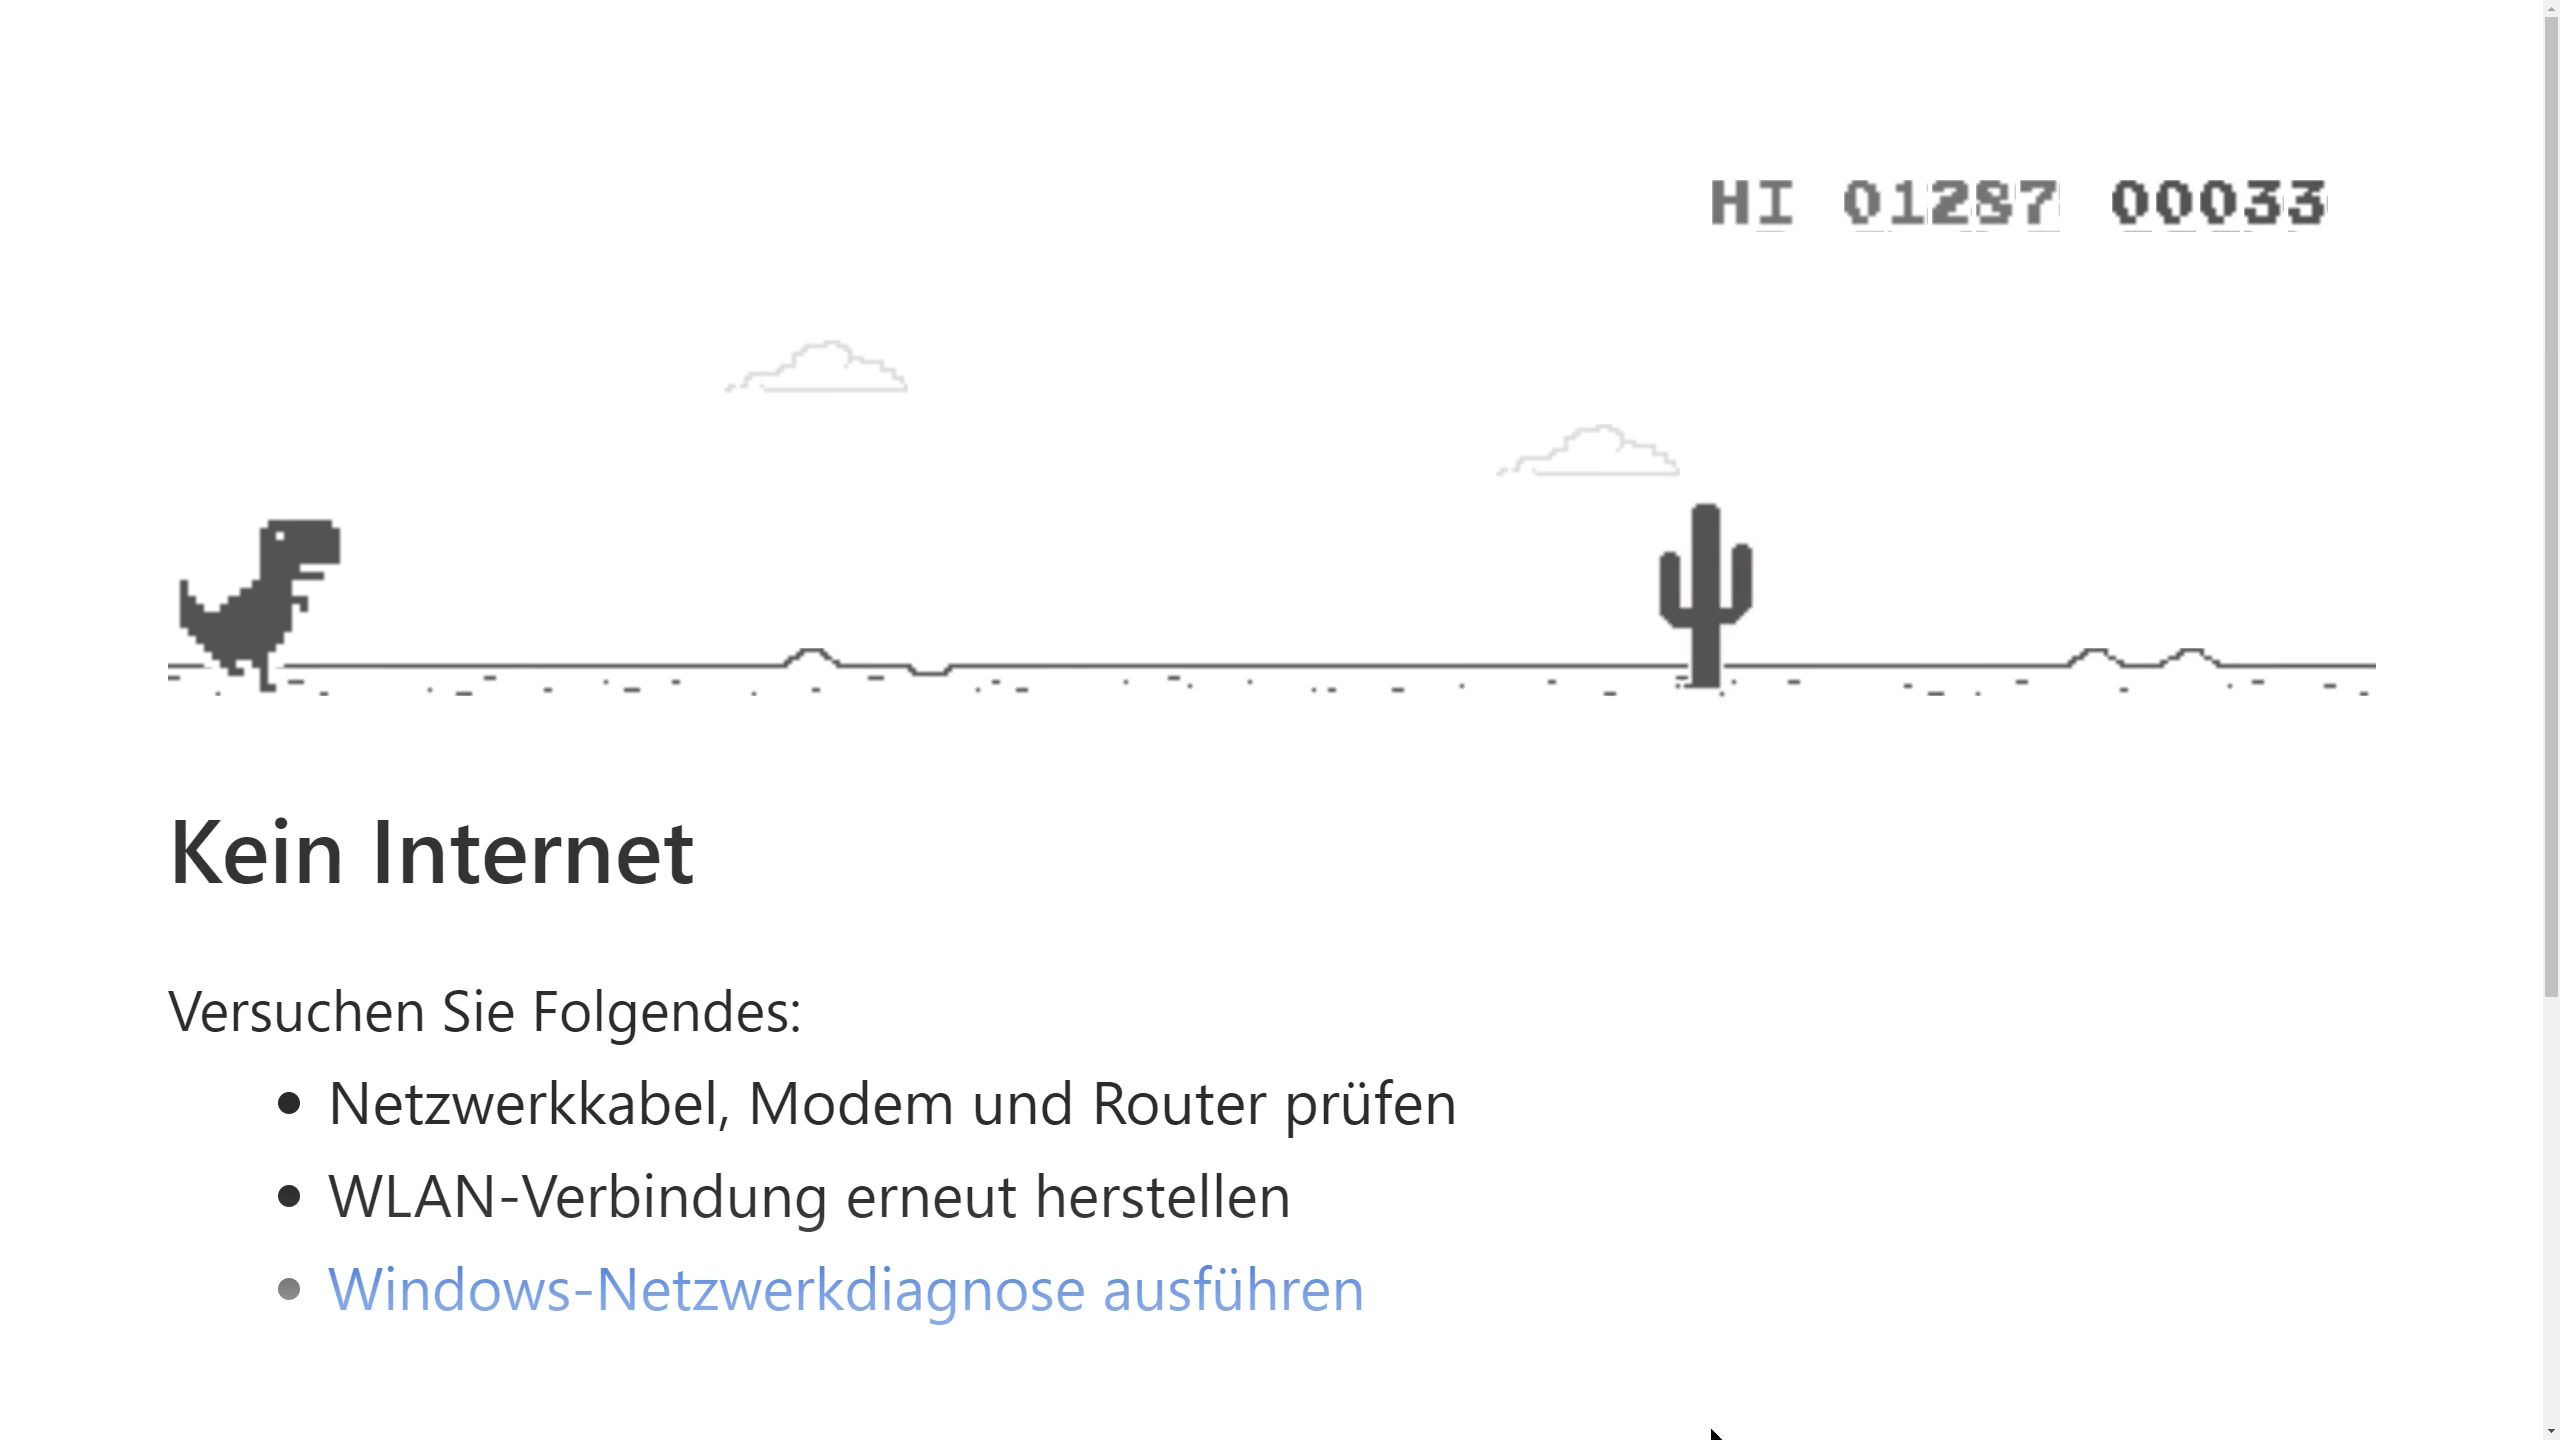 HI 01287 00033
Kein Internet
Versuchen Sie Folgendes:
Netzwerkkabel, Modem und Router prüfen
WLAN-Verbindung erneut herstellen
Windows-Netzwerkdiagnose ausführen